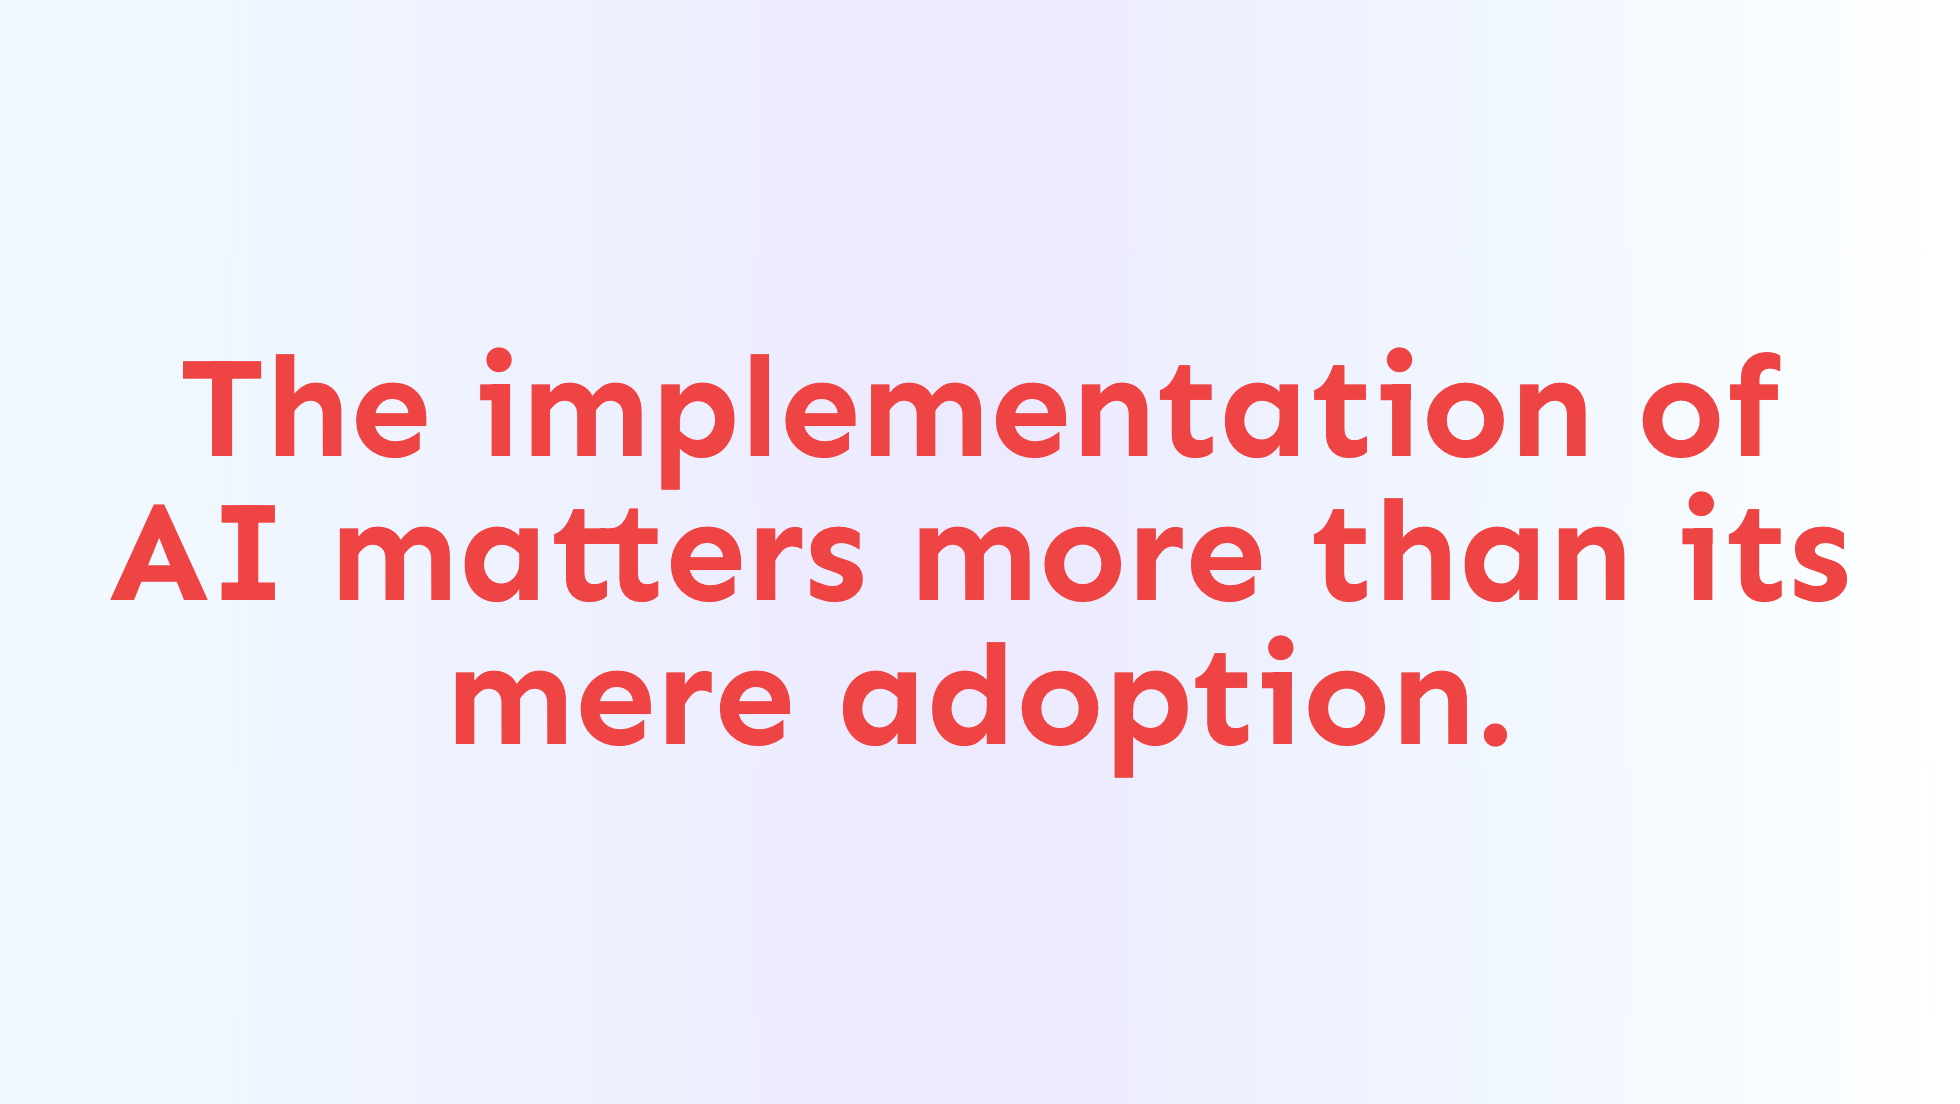 The implementation of
AI matters more than its
mere adoption.